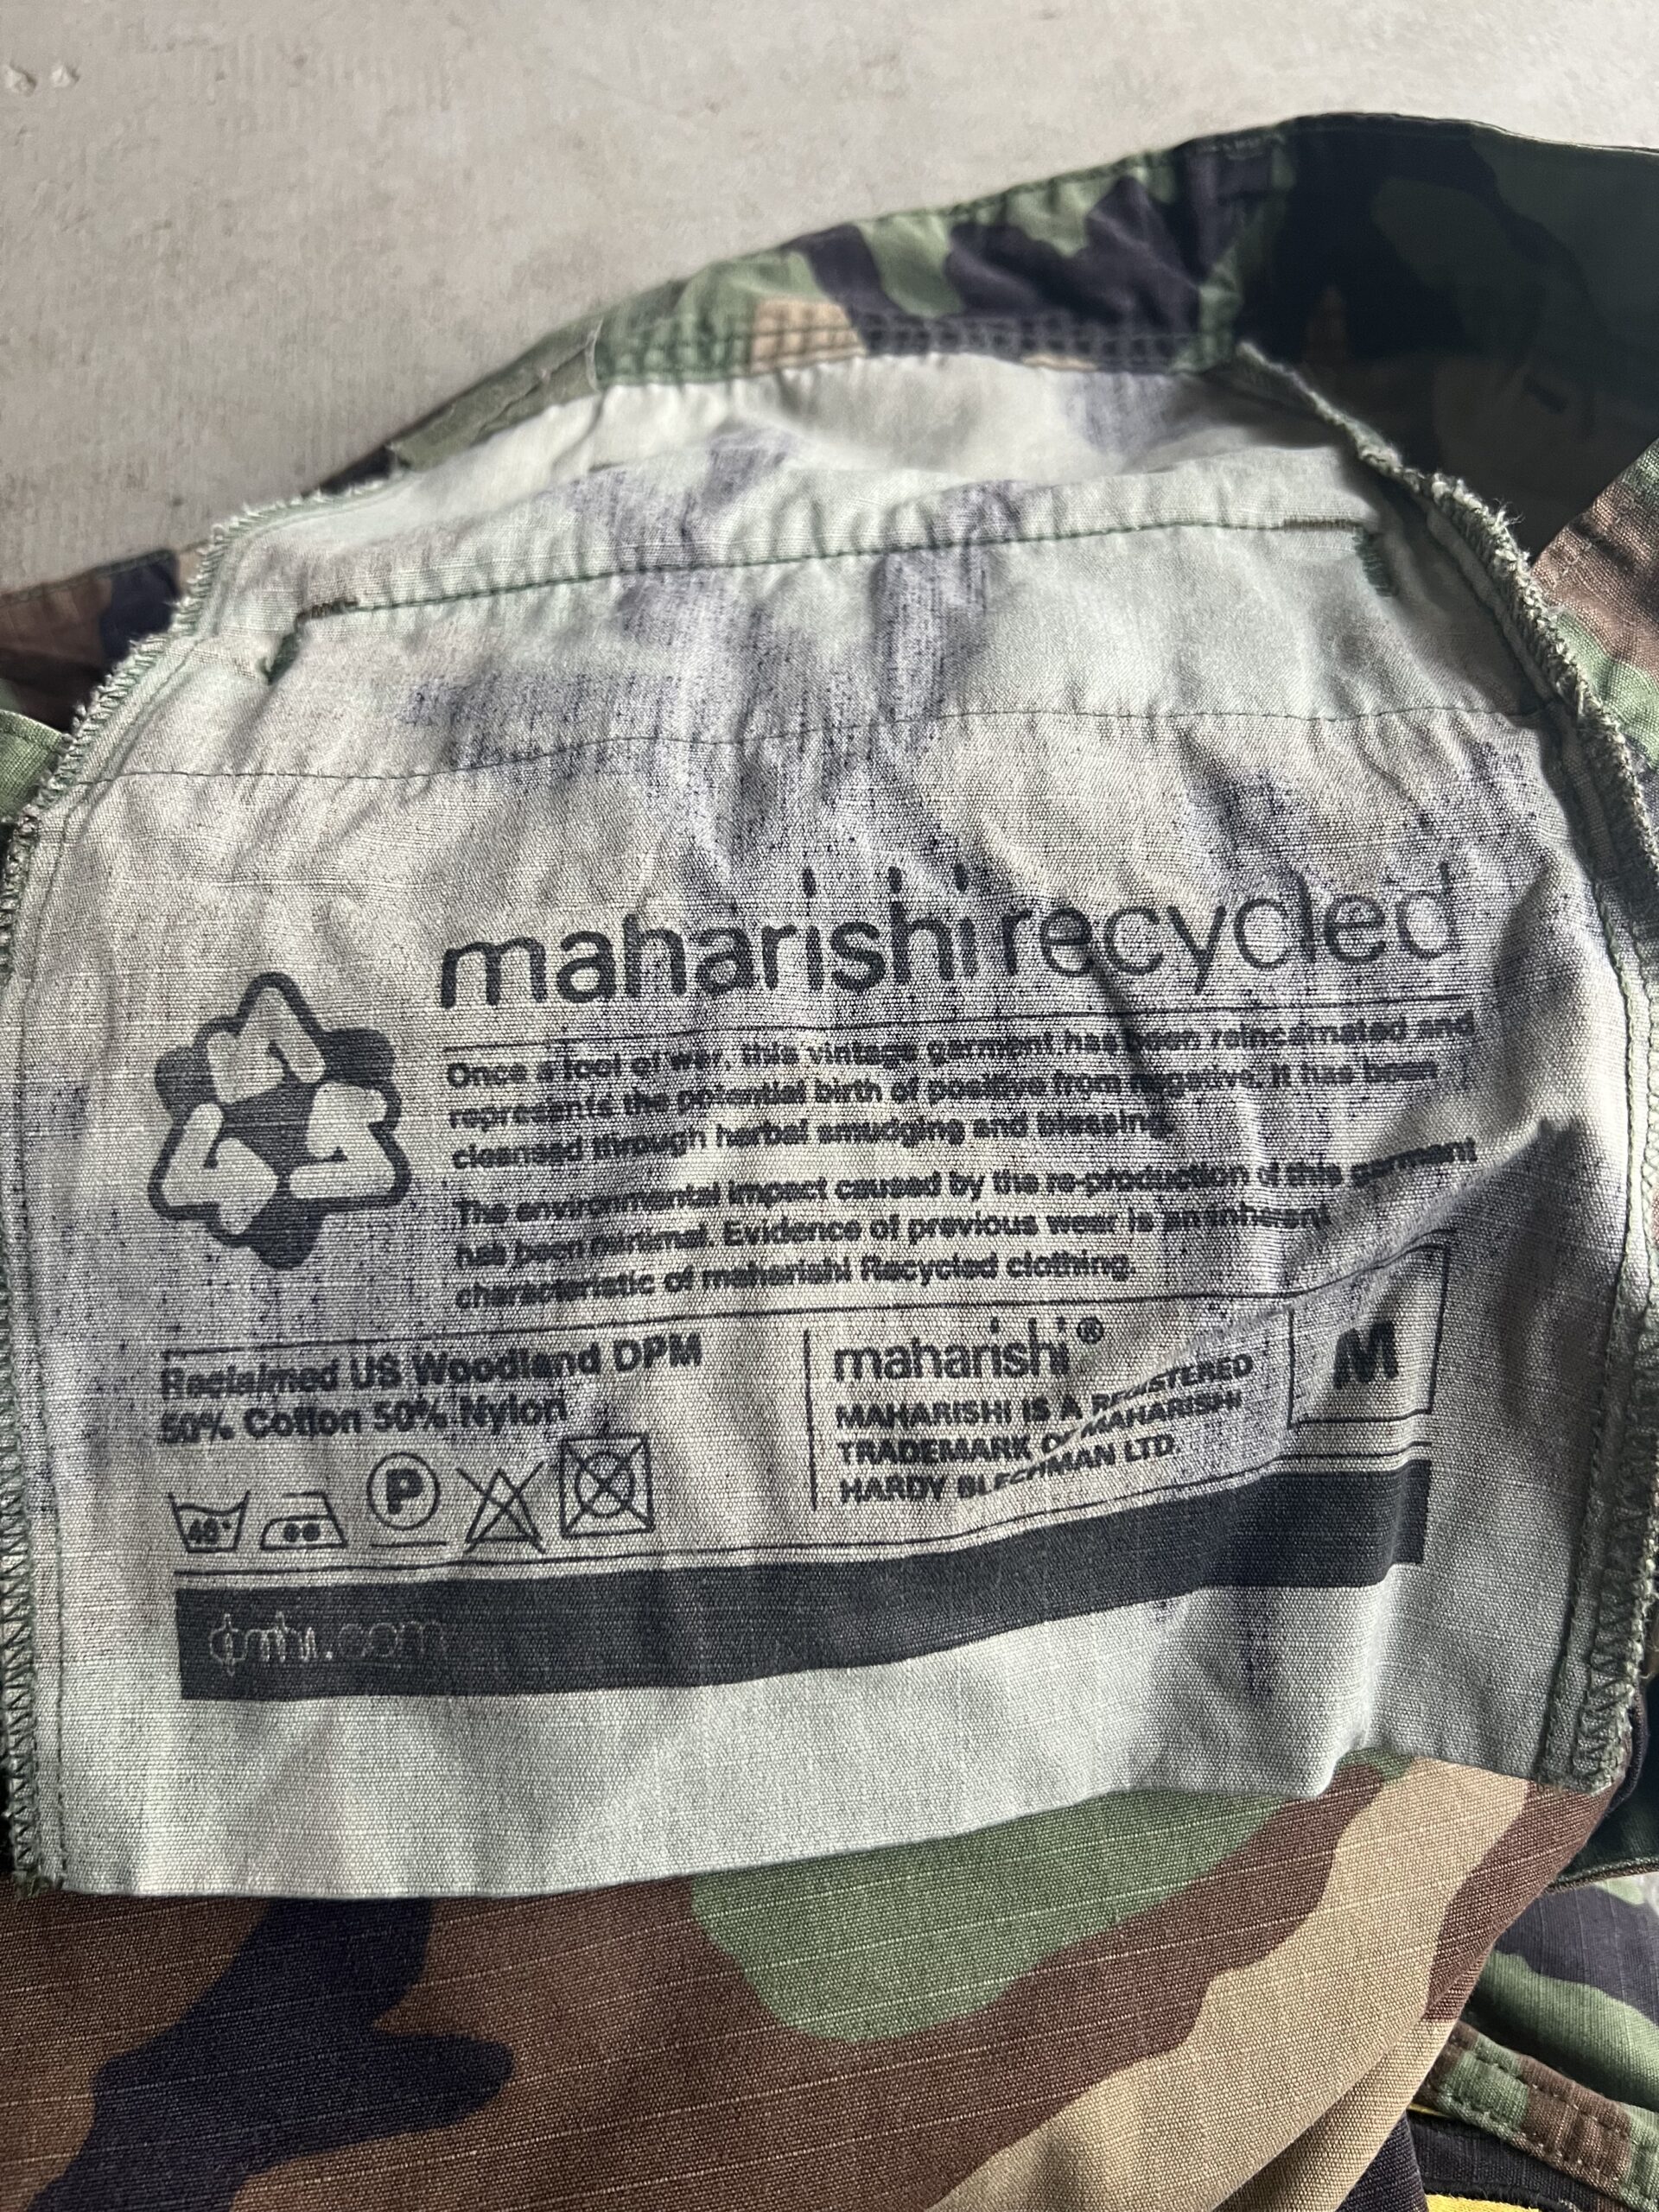 maharishi recycled
Once a tool of war, this vintage garment has been reincarnated and
represents the potential birth of positive from negative. It has been
cleansed through herbal smudging and blessing.
The environmental impact caused by the re-production of this garment
has been minimal. Evidence of previous wear is an inherent
characteristic of maharishi Recycled clothing.
Reclaimed US Woodland DPM
50% Cotton 50% Nylon
40°
P
maharishi®
MAHARISHI IS A REGISTERED
TRADEMARK OF MAHARISHI
HARDY BLECHMAN LTD.
M
dpmhi.com